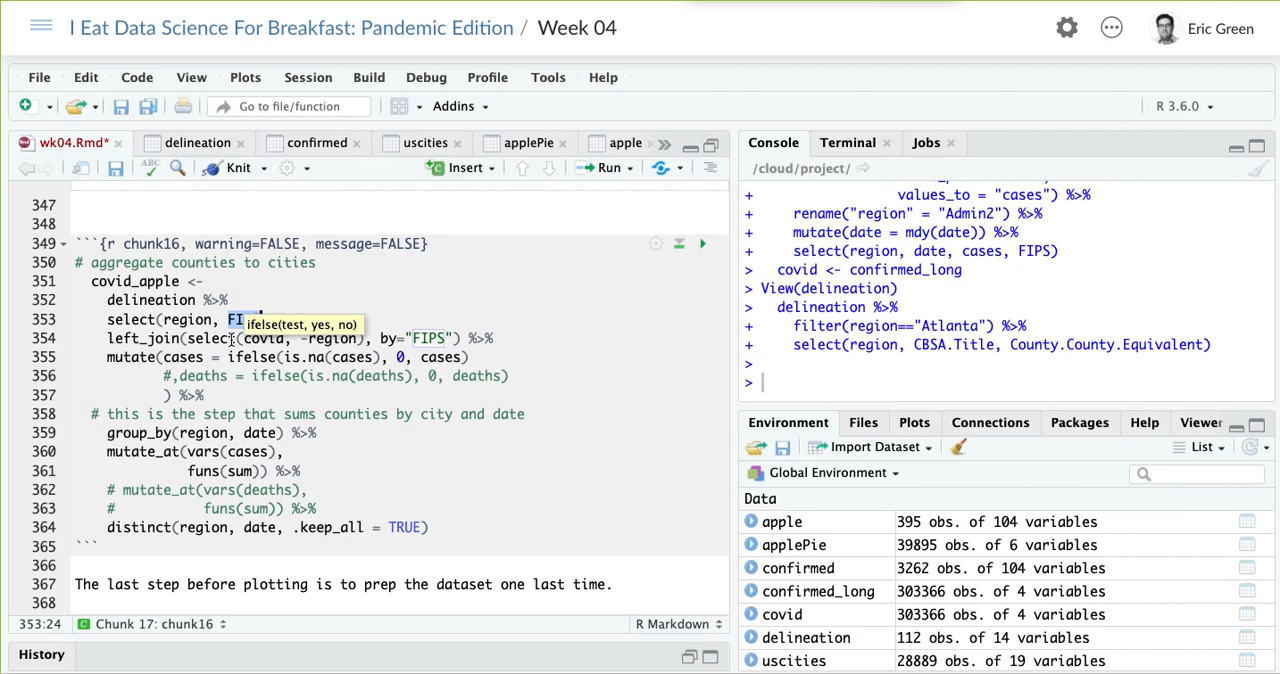 I Eat Data Science For Breakfast: Pandemic Edition / Week 04
Eric Green
File Edit Code View Plots Session Build Debug Profile Tools Help
Go to file/function
Addins
R 3.6.0
wk04.Rmd*
delineation
confirmed
uscities
applePie
apple
ABC
Knit
Insert
Run
347
348
349 ```{r chunk16, warning=FALSE, message=FALSE}
350 # aggregate counties to cities
351 covid_apple <-
352 delineation %>%
353 select(region, FI
ifelse(test, yes, no)
354 left_join(select(covid, -region), by="FIPS") %>%
355 mutate(cases = ifelse(is.na(cases), 0, cases)
356 #,deaths = ifelse(is.na(deaths), 0, deaths)
357 ) %>%
358 # this is the step that sums counties by city and date
359 group_by(region, date) %>%
360 mutate_at(vars(cases),
361 funs(sum)) %>%
362 # mutate_at(vars(deaths),
363 # funs(sum)) %>%
364 distinct(region, date, .keep_all = TRUE)
365 ```
366
367 The last step before plotting is to prep the dataset one last time.
368
353:24
Chunk 17: chunk16
R Markdown
History
Console Terminal Jobs
/cloud/project/
+ values_to = "cases") %>%
+ rename("region" = "Admin2") %>%
+ mutate(date = mdy(date)) %>%
+ select(region, date, cases, FIPS)
> covid <- confirmed_long
> View(delineation)
> delineation %>%
+ filter(region=="Atlanta") %>%
+ select(region, CBSA.Title, County.County.Equivalent)
>
>
Environment Files Plots Connections Packages Help Viewer
Import Dataset
List
Global Environment
Data
apple 395 obs. of 104 variables
applePie 39895 obs. of 6 variables
confirmed 3262 obs. of 104 variables
confirmed_long 303366 obs. of 4 variables
covid 303366 obs. of 4 variables
delineation 112 obs. of 14 variables
uscities 28889 obs. of 19 variables